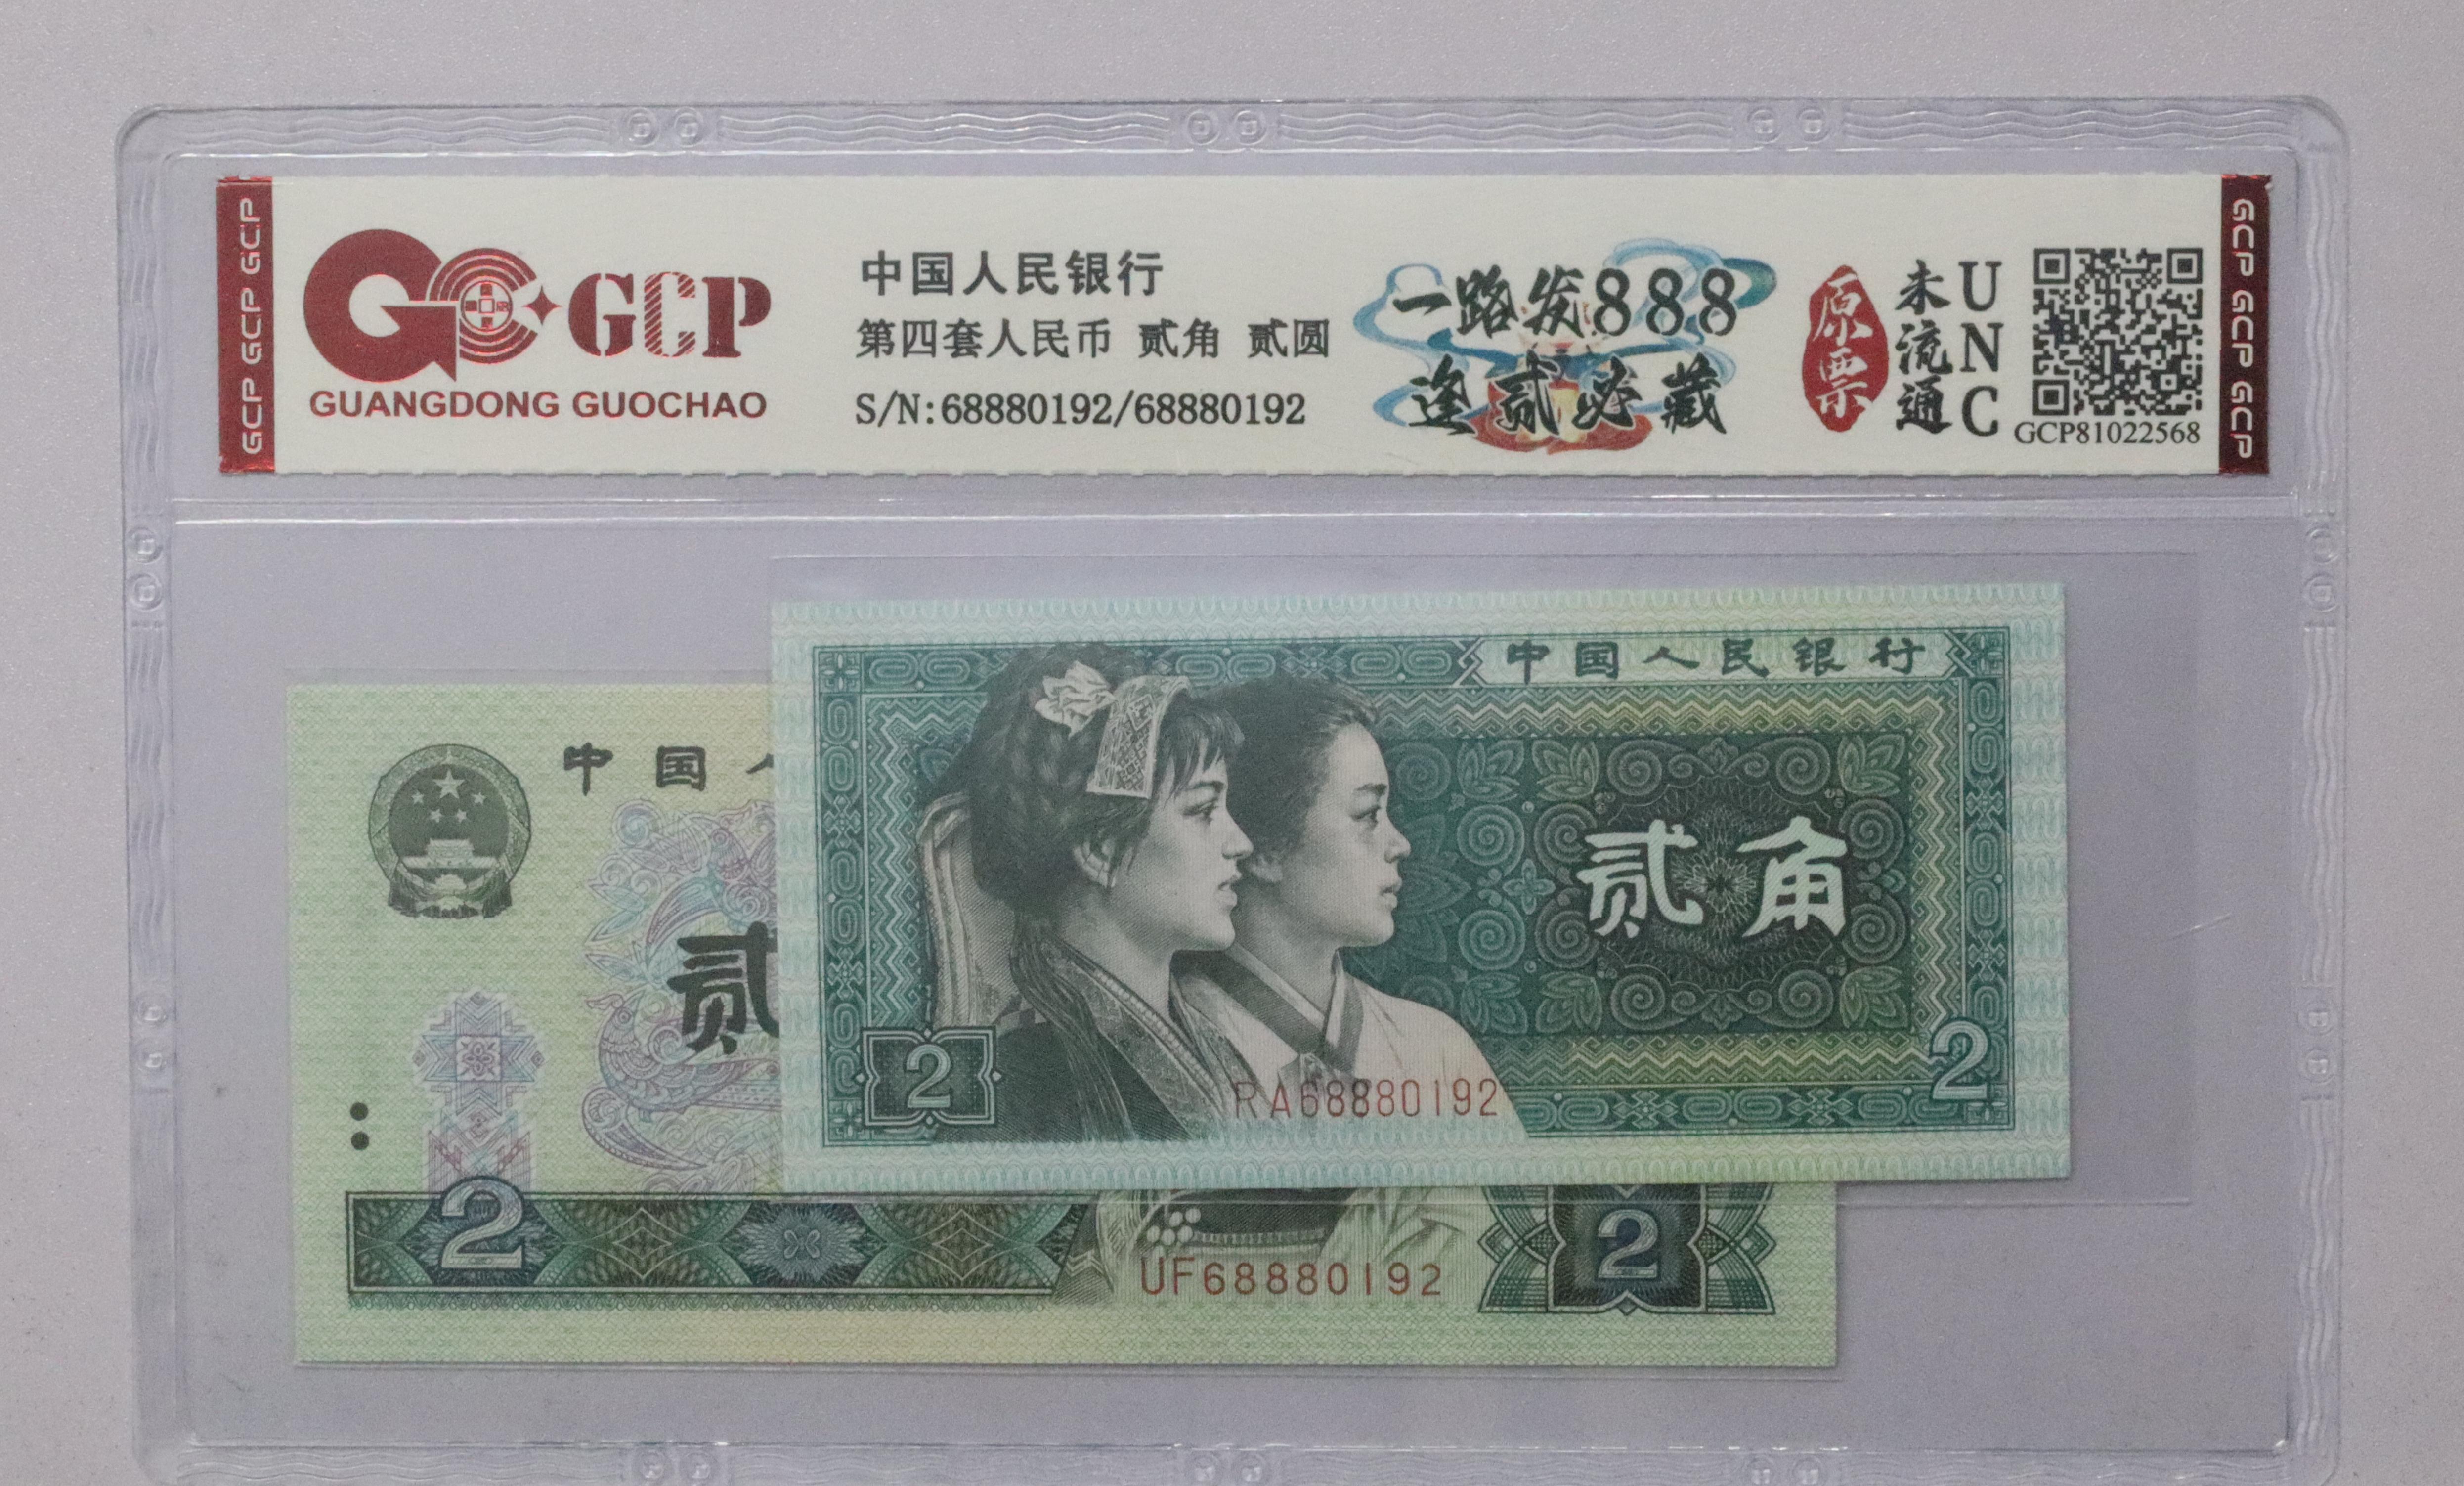 GCP GCP GCP
GCP
GUANGDONG GUOCHAO
中国人民银行
第四套人民币 贰角 贰圆
S/N:68880192/68880192
一路发888
逢贰必藏
原票
未流通
UNC
GCP81022568
GCP GCP GCP
中国人民银行
贰角
2
2
RA68880192
中国人
贰
2
2
UF68880192